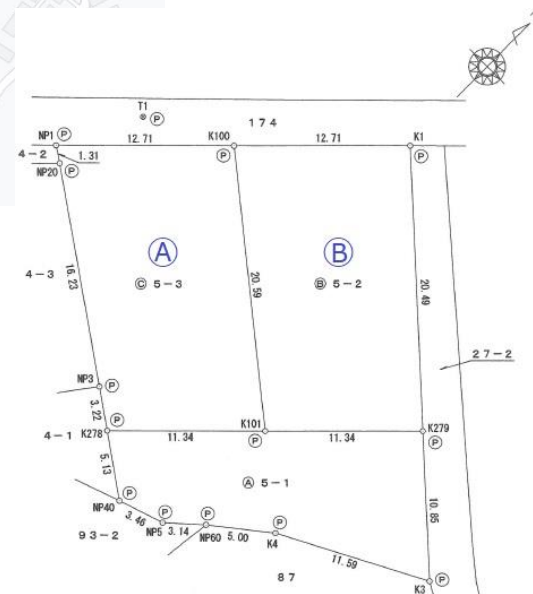 T1
Ⓟ
174
NP1 Ⓟ
12.71
K100
12.71
K1
Ⓟ
Ⓟ
4-2
1.31
NP20
Ⓟ
Ⓐ
Ⓑ
4-3
16.23
Ⓒ 5-3
20.59
Ⓑ 5-2
20.49
27-2
NP3 Ⓟ
3.22
Ⓟ
4-1
K278
11.34
K101
Ⓟ
11.34
K279
Ⓟ
5.13
Ⓐ 5-1
10.85
NP40
Ⓟ
3.46
NP5
Ⓟ
3.14
NP60
Ⓟ
5.00
K4
Ⓟ
93-2
11.59
87
K3
Ⓟ